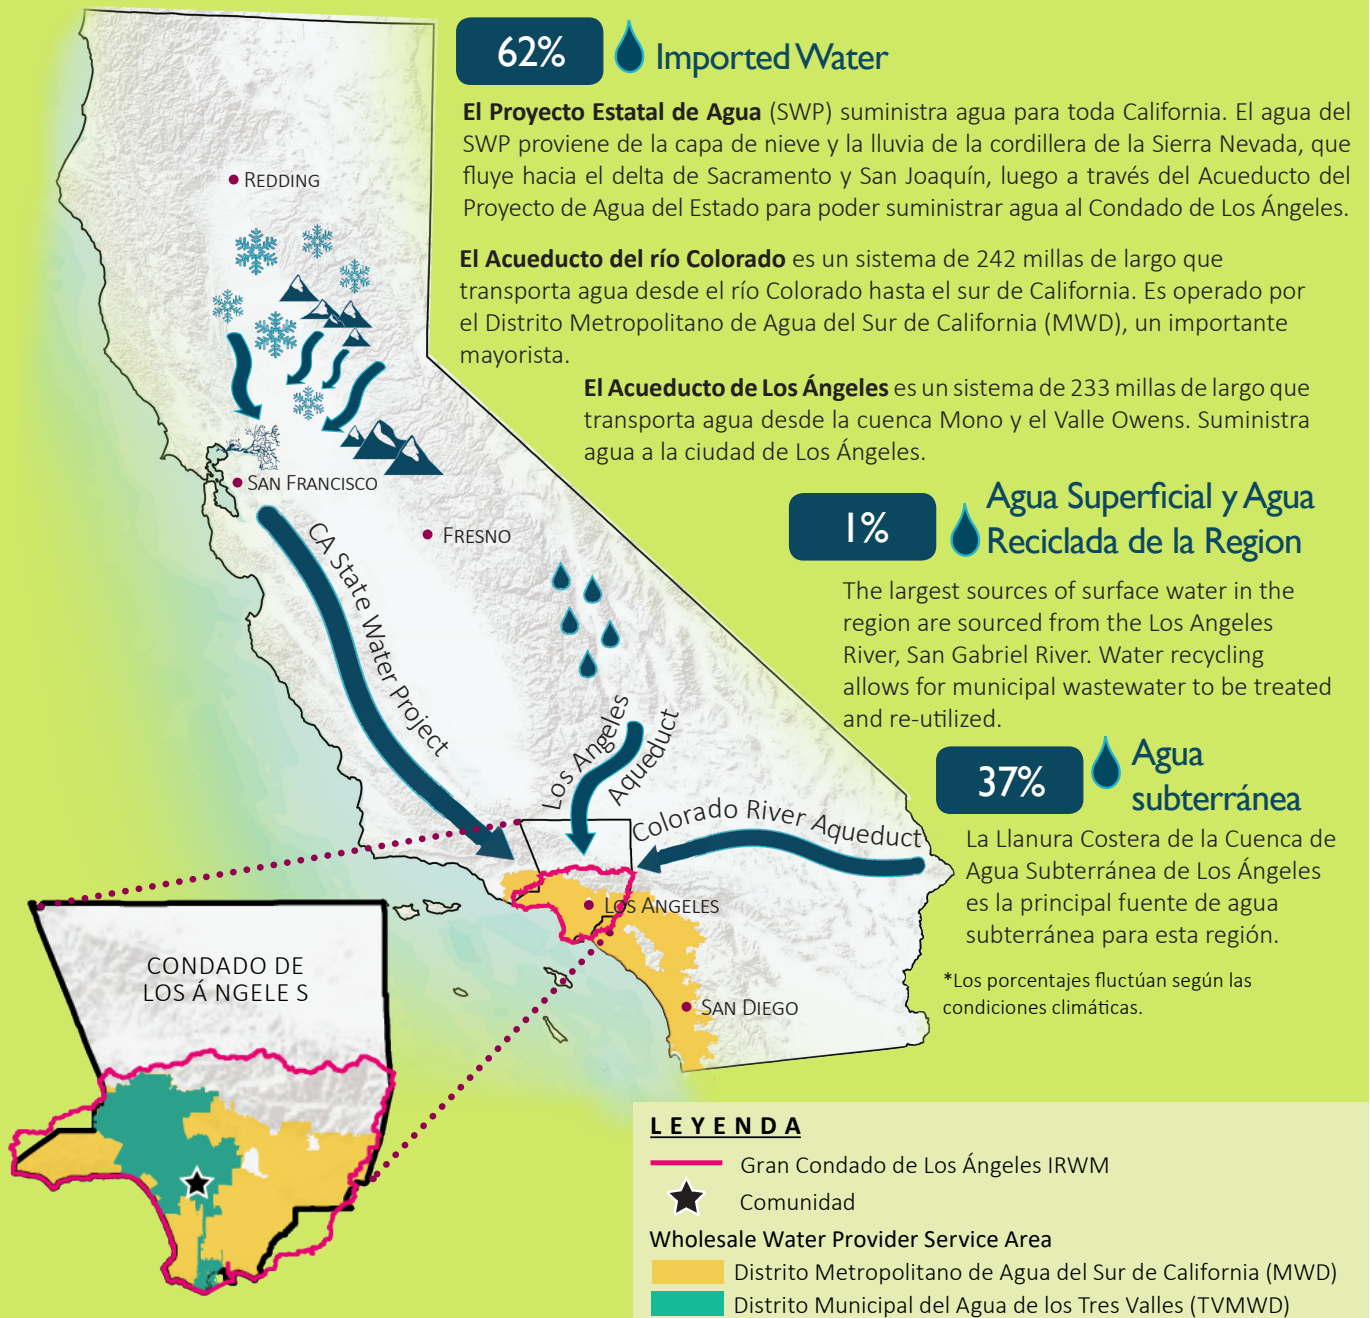 62%
Imported Water
El Proyecto Estatal de Agua (SWP) suministra agua para toda California. El agua del
SWP proviene de la capa de nieve y la lluvia de la cordillera de la Sierra Nevada, que
fluye hacia el delta de Sacramento y San Joaquín, luego a través del Acueducto del
Proyecto de Agua del Estado para poder suministrar agua al Condado de Los Ángeles.
El Acueducto del río Colorado es un sistema de 242 millas de largo que
transporta agua desde el río Colorado hasta el sur de California. Es operado por
el Distrito Metropolitano de Agua del Sur de California (MWD), un importante
mayorista.
El Acueducto de Los Ángeles es un sistema de 233 millas de largo que
transporta agua desde la cuenca Mono y el Valle Owens. Suministra
agua a la ciudad de Los Ángeles.
1%
Agua Superficial y Agua
Reciclada de la Region
The largest sources of surface water in the
region are sourced from the Los Angeles
River, San Gabriel River. Water recycling
allows for municipal wastewater to be treated
and re-utilized.
37%
Agua
subterránea
La Llanura Costera de la Cuenca de
Agua Subterránea de Los Ángeles
es la principal fuente de agua
subterránea para esta región.
*Los porcentajes fluctúan según las
condiciones climáticas.
REDDING
SAN FRANCISCO
FRESNO
CA State Water Project
Los Angeles
Aqueduct
Colorado River Aqueduct
LOS ANGELES
SAN DIEGO
CONDADO DE
LOS Á NGELE S
LEYENDA
Gran Condado de Los Ángeles IRWM
Comunidad
Wholesale Water Provider Service Area
Distrito Metropolitano de Agua del Sur de California (MWD)
Distrito Municipal del Agua de los Tres Valles (TVMWD)